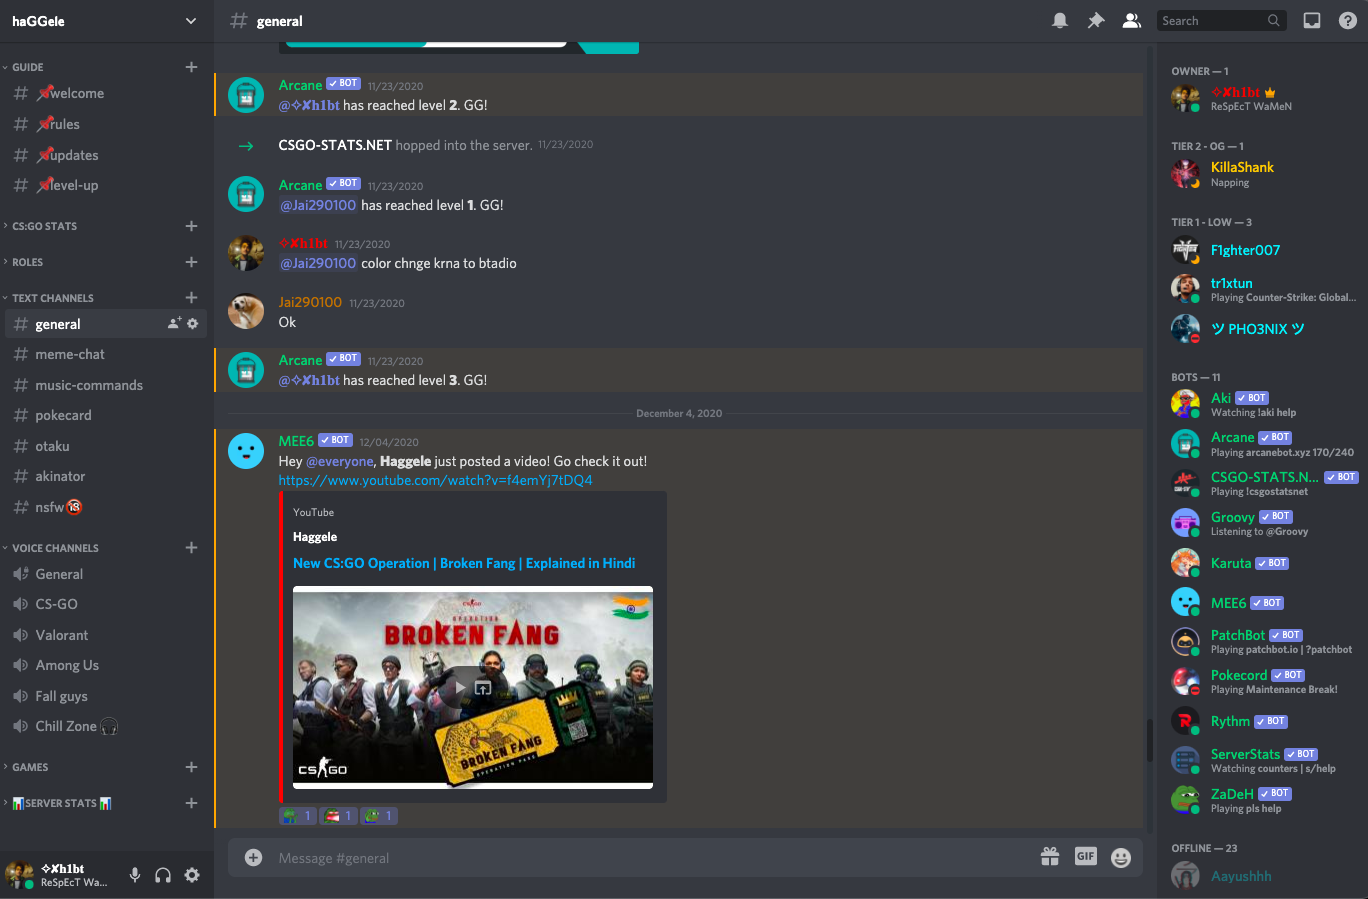 haGGele
general
Search
GUIDE
welcome
rules
updates
level-up
CS:GO STATS
ROLES
TEXT CHANNELS
general
meme-chat
music-commands
pokecard
otaku
akinator
nsfw🔞
VOICE CHANNELS
General
CS-GO
Valorant
Among Us
Fall guys
Chill Zone🎧
GAMES
📊SERVER STATS📊
✧✘h1bt
ReSpEcT Wa...
Arcane ✓ BOT 11/23/2020
@✧✘h1bt has reached level 2. GG!
CSGO-STATS.NET hopped into the server. 11/23/2020
Arcane ✓ BOT 11/23/2020
@Jai290100 has reached level 1. GG!
✧✘h1bt 11/23/2020
@Jai290100 color chnge krna to btadio
Jai290100 11/23/2020
Ok
Arcane ✓ BOT 11/23/2020
@✧✘h1bt has reached level 3. GG!
December 4, 2020
MEE6 ✓ BOT 12/04/2020
Hey @everyone, Haggele just posted a video! Go check it out!
https://www.youtube.com/watch?v=f4emYj7tDQ4
YouTube
Haggele
New CS:GO Operation | Broken Fang | Explained in Hindi
CS:GO
OPERATION
BROKEN FANG
BROKEN FANG
OPERATION PASS
CS:GO
1 1 1
Message #general
GIF
OWNER — 1
✧✘h1bt
ReSpEcT WaMeN
TIER 2 - OG — 1
KillaShank
Napping
TIER 1 - LOW — 3
F1ghter007
tr1xtun
Playing Counter-Strike: Global...
ツ PHO3NIX ツ
BOTS — 11
Aki ✓ BOT
Watching !aki help
Arcane ✓ BOT
Playing arcanebot.xyz 170/240
CSGO-STATS.N... ✓ BOT
Playing !csgostatsnet
Groovy ✓ BOT
Listening to @Groovy
Karuta ✓ BOT
MEE6 ✓ BOT
PatchBot ✓ BOT
Playing patchbot.io | ?patchbot
Pokecord ✓ BOT
Playing Maintenance Break!
Rythm ✓ BOT
ServerStats ✓ BOT
Watching counters | s/help
ZaDeH ✓ BOT
Playing pls help
OFFLINE — 23
Aayushhh